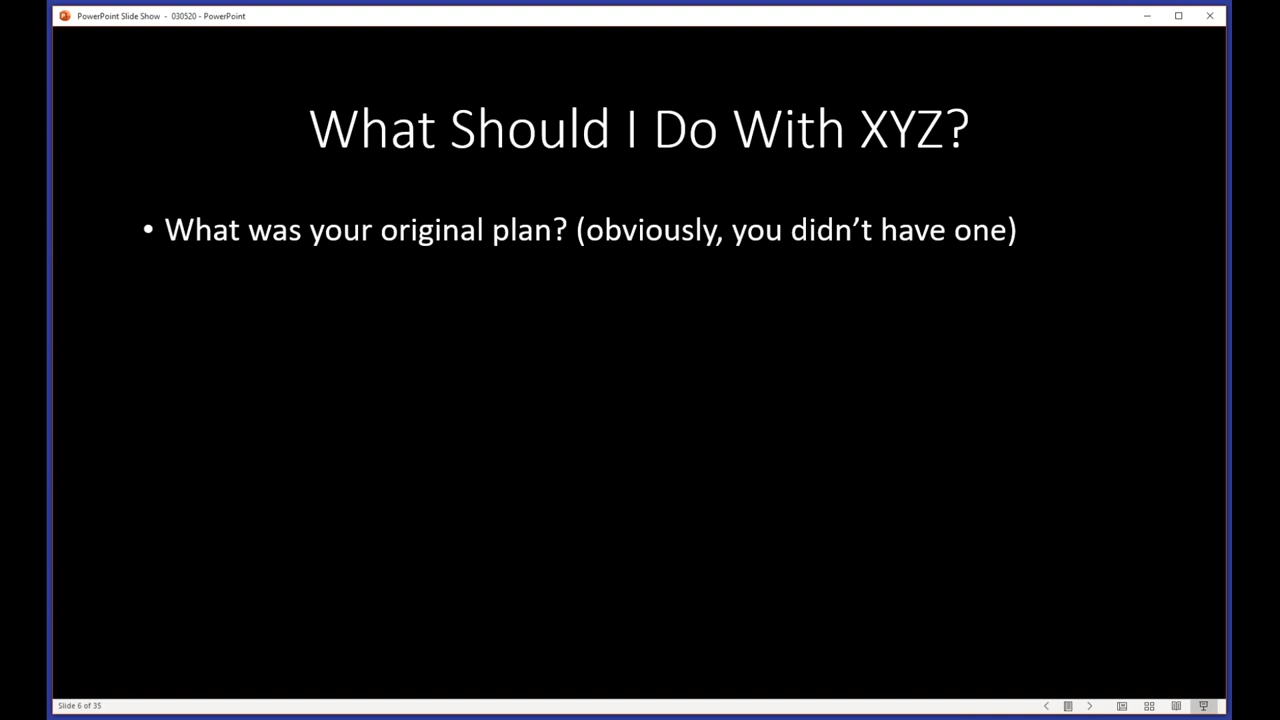 PowerPoint Slide Show - 030520 - PowerPoint
What Should I Do With XYZ?
• What was your original plan? (obviously, you didn’t have one)
Slide 6 of 35